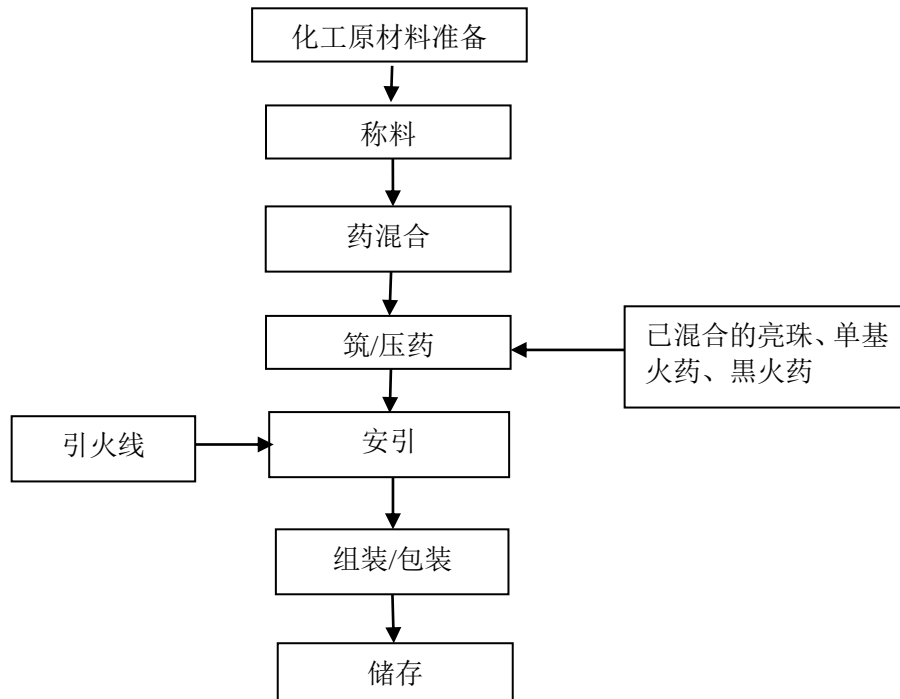 化工原材料准备
称料
药混合
筑/压药
已混合的亮珠、单基
火药、黑火药
引火线
安引
组装/包装
储存